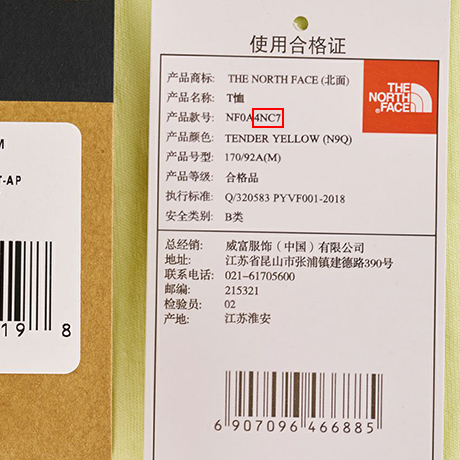 使用合格证
产品商标: THE NORTH FACE (北面)
产品名称: T恤
产品款号: NF0A4NC7
产品颜色: TENDER YELLOW (N9Q)
产品号型: 170/92A(M)
产品等级: 合格品
执行标准: Q/320583 PYVF001-2018
安全类别: B类
THE
NORTH
FACE
总经销: 威富服饰（中国）有限公司
地址: 江苏省昆山市张浦镇建德路390号
联系电话: 021-61705600
邮编: 215321
检验员: 02
产地: 江苏淮安
6 907096 466885
M
T-AP
19 8